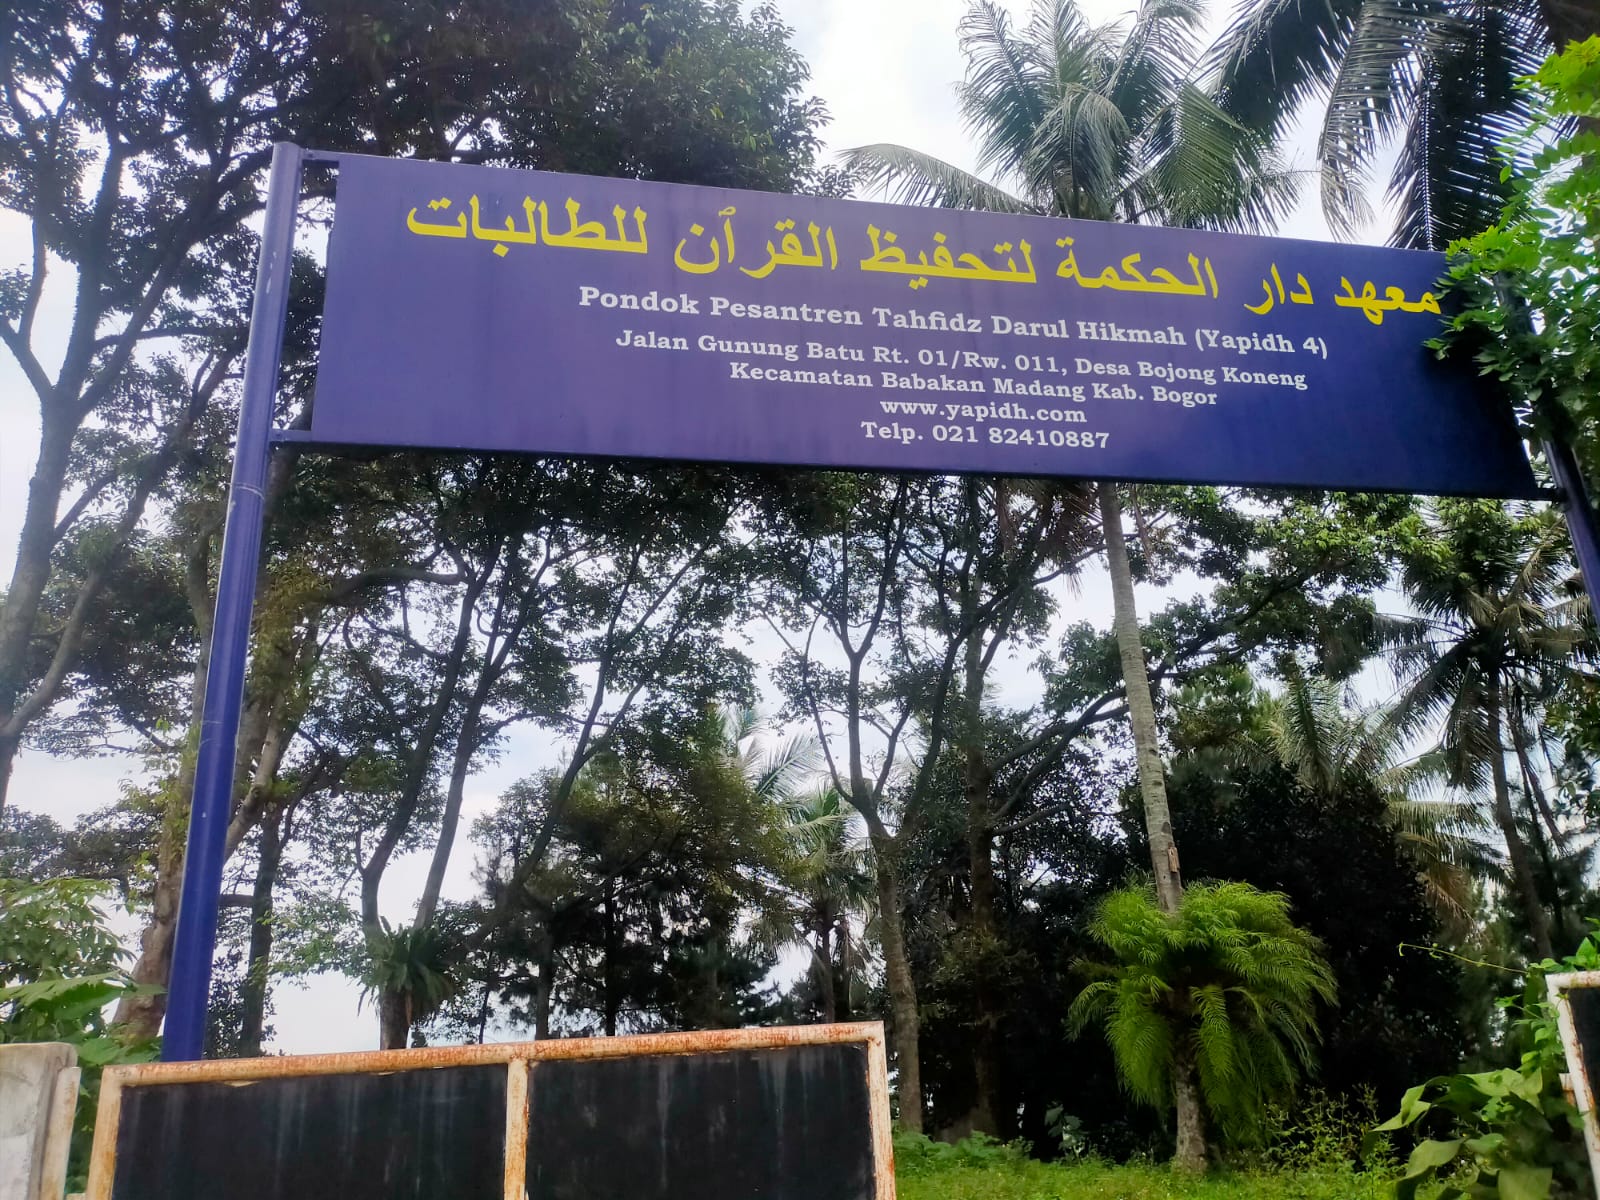 معهد دار الحكمة لتحفيظ القرآن للطالبات
Pondok Pesantren Tahfidz Darul Hikmah (Yapidh 4)
Jalan Gunung Batu Rt. 01/Rw. 011, Desa Bojong Koneng
Kecamatan Babakan Madang Kab. Bogor
www.yapidh.com
Telp. 021 82410887